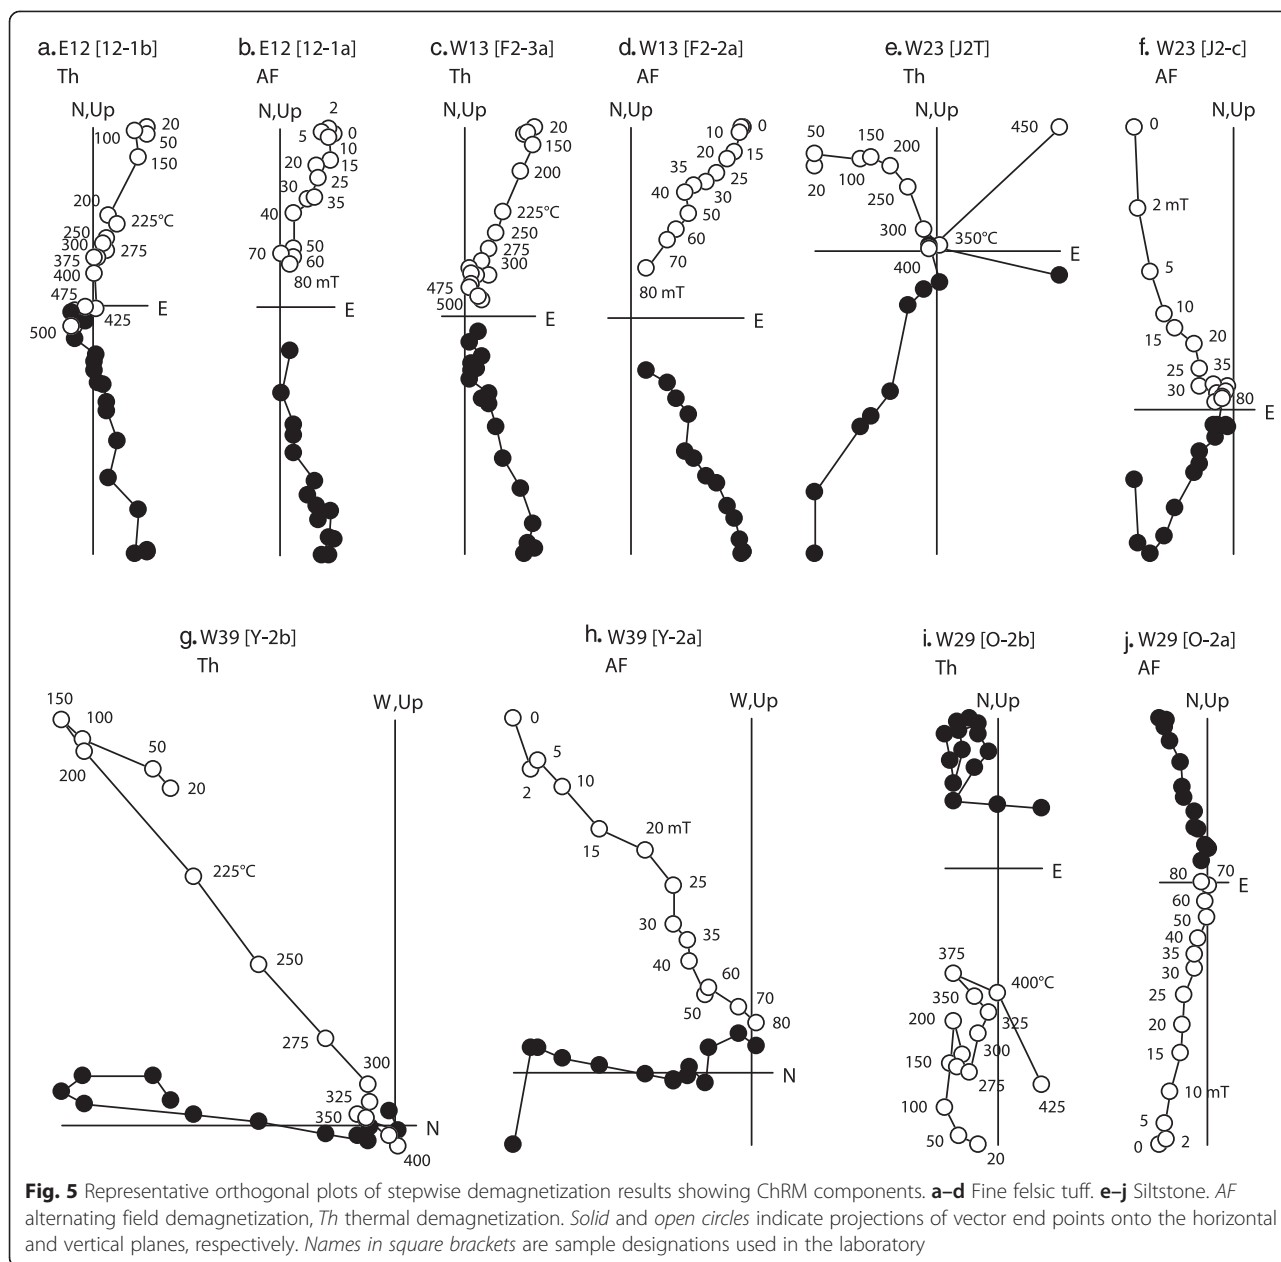 a. E12 [12-1b]
Th
N,Up
100
20
50
150
200
225°C
250
300
275
375
400
475
E
425
500
b. E12 [12-1a]
AF
N,Up
2
5
0
10
20
15
25
30
35
40
50
70
60
80 mT
E
c. W13 [F2-3a]
Th
N,Up
20
150
200
225°C
250
275
300
475
500
E
d. W13 [F2-2a]
AF
N,Up
10
0
20
15
35
25
40
30
50
60
70
80 mT
E
e. W23 [J2T]
Th
N,Up
50
150
450
200
20
100
250
300
350°C
E
400
f. W23 [J2-c]
AF
N,Up
0
2 mT
5
10
15
20
25
35
30
80
E
g. W39 [Y-2b]
Th
W,Up
150
100
50
200
20
225°C
250
275
300
325
350
N
400
h. W39 [Y-2a]
AF
W,Up
0
5
2
10
20 mT
15
25
30
35
40
60
50
70
80
N
i. W29 [O-2b]
Th
N,Up
E
375
400°C
350
200
325
300
150
275
100
425
50
20
j. W29 [O-2a]
AF
N,Up
80
70
E
60
50
40
35
30
25
20
15
10 mT
5
2
0
Fig. 5 Representative orthogonal plots of stepwise demagnetization results showing ChRM components. a–d Fine felsic tuff. e–j Siltstone. AF
alternating field demagnetization, Th thermal demagnetization. Solid and open circles indicate projections of vector end points onto the horizontal
and vertical planes, respectively. Names in square brackets are sample designations used in the laboratory